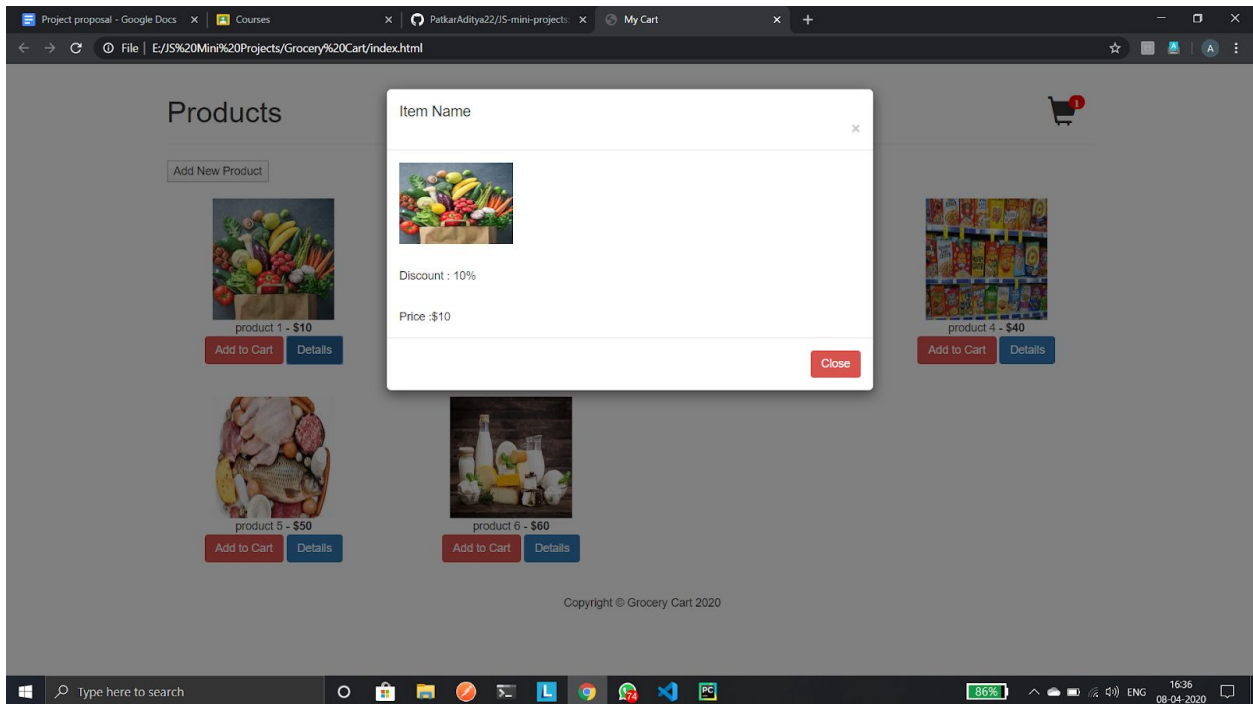 Project proposal - Google Docs
Courses
PatkarAditya22/JS-mini-projects:
My Cart
File | E:/JS%20Mini%20Projects/Grocery%20Cart/index.html
A
Products
1
Item Name
×
Add New Product
Discount : 10%
Price :$10
Close
product 1 - $10
Add to Cart Details
product 4 - $40
Add to Cart Details
product 5 - $50
Add to Cart Details
product 6 - $60
Add to Cart Details
Copyright © Grocery Cart 2020
Type here to search
L
74
PC
86%
ENG
16:36
08-04-2020